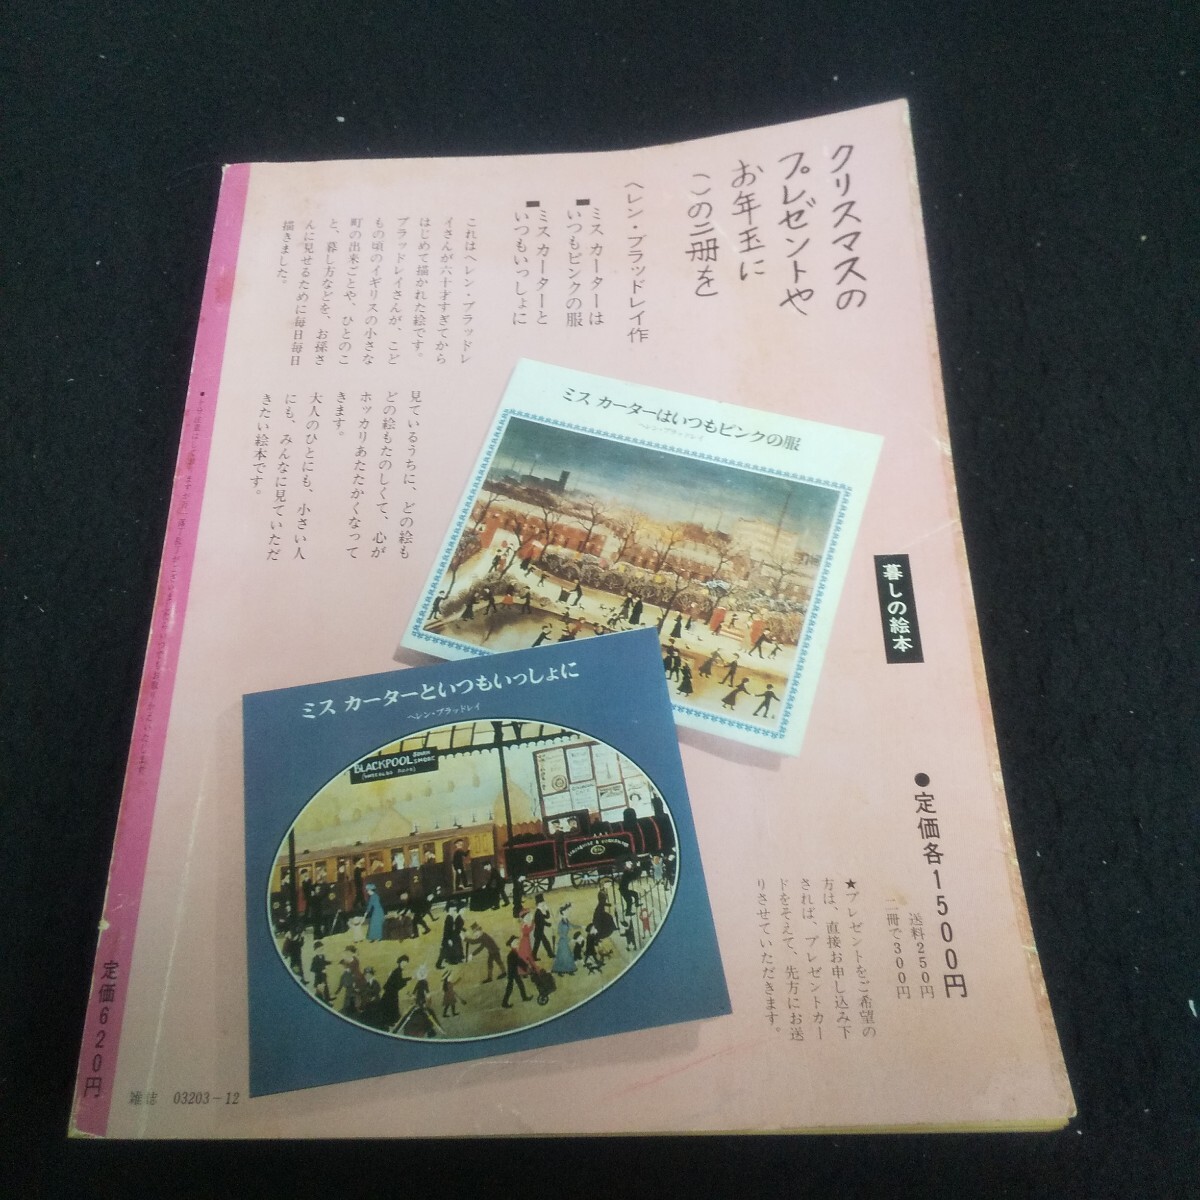 クリスマスの
プレゼントや
お年玉に
この二冊を
ヘレン・ブラッドレイ作
■ミス カーターは
いつもピンクの服
■ミス カーターと
いつもいっしょに
これはヘレン・ブラッドレ
イさんが六十才すぎてから
はじめて描かれた絵です。
ブラッドレイさんが、こど
もの頃のイギリスの小さな
町の出来ごとや、ひとのこ
と、暮し方などを、お孫さ
んに見せるために毎日毎日
描きました。
見ているうちに、どの絵も
どの絵もたのしくて、心が
ホッカリあたたかくなって
きます。
大人のひとにも、小さい人
にも、みんなに見ていただ
きたい絵本です。
ミス カーターはいつもピンクの服
ヘレン・ブラッドレイ
ミス カーターといつもいっしょに
ヘレン・ブラッドレイ
BLACKPOOL
SHORE
暮しの絵本
●定価各1500円
送料250円
二冊で300円
★プレゼントをご希望の
方は、直接お申し込み下
されば、プレゼントカー
ドをそえて、先方にお送
りさせていただきます。
定価620円
雑誌 03203-12